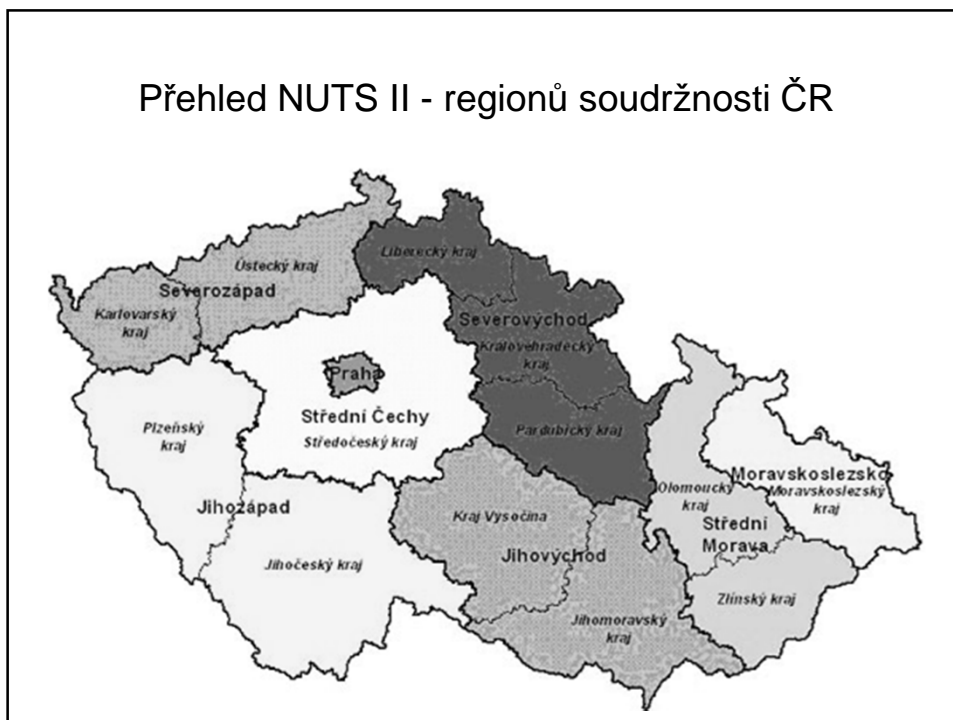 Přehled NUTS II - regionů soudržnosti ČR
Liberecký kraj
Ústecký kraj
Severozápad
Karlovarský
kraj
Severovýchod
Královéhradecký
kraj
Praha
Střední Čechy
Středočeský kraj
Plzeňský
kraj
Pardubický kraj
Moravskoslezsko
Moravskoslezský
kraj
Olomoucký
kraj
Střední
Morava
Jihozápad
Kraj Vysočina
Jihovýchod
Jihočeský kraj
Zlínský kraj
Jihomoravský
kraj